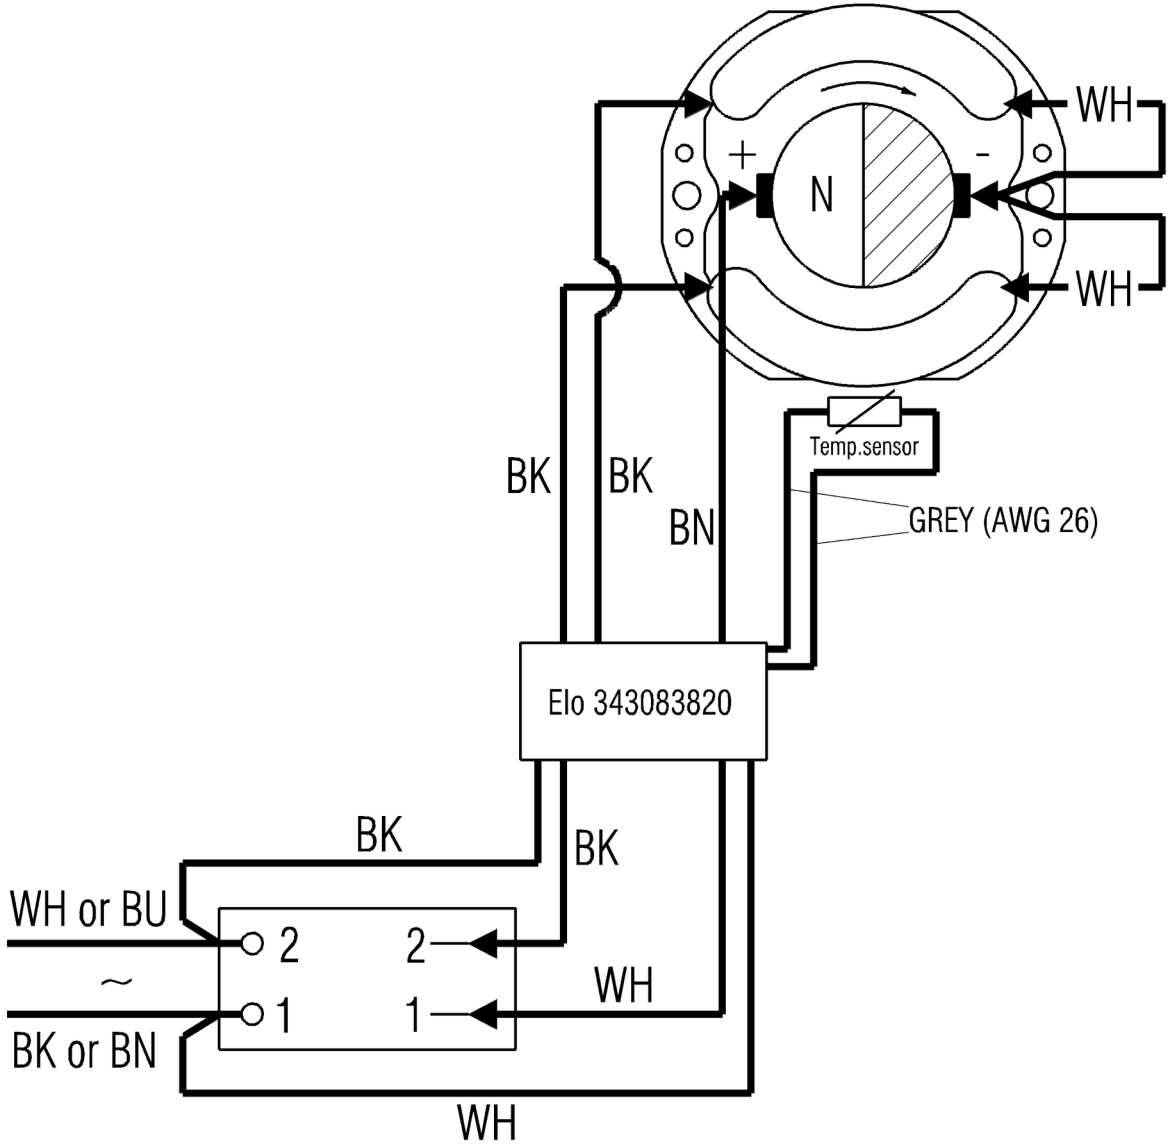 WH
+
-
N
WH
BK
BK
Temp.sensor
BN
GREY (AWG 26)
Elo 343083820
BK
BK
WH or BU
2
2
~
WH
1
1
BK or BN
WH